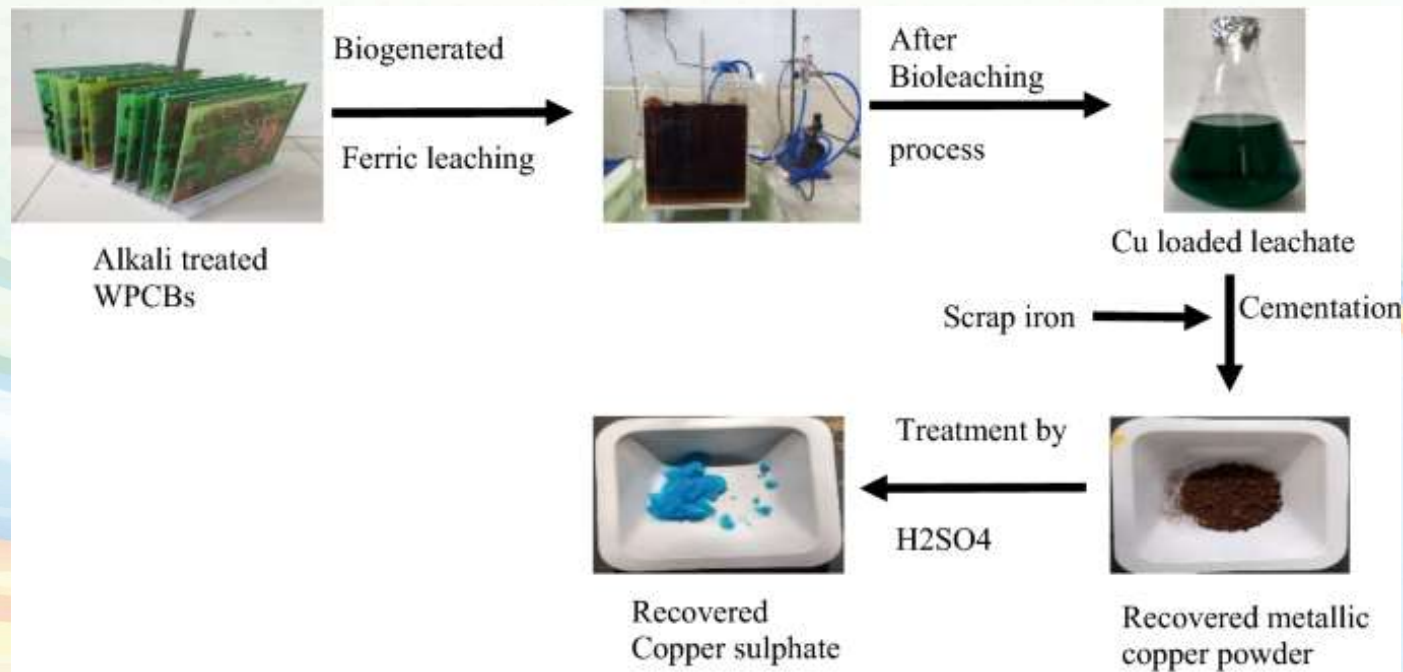 Biogenerated
Ferric leaching
After
Bioleaching
process
Alkali treated
WPCBs
Cu loaded leachate
Scrap iron
Cementation
Treatment by
H2SO4
Recovered
Copper sulphate
Recovered metallic
copper powder